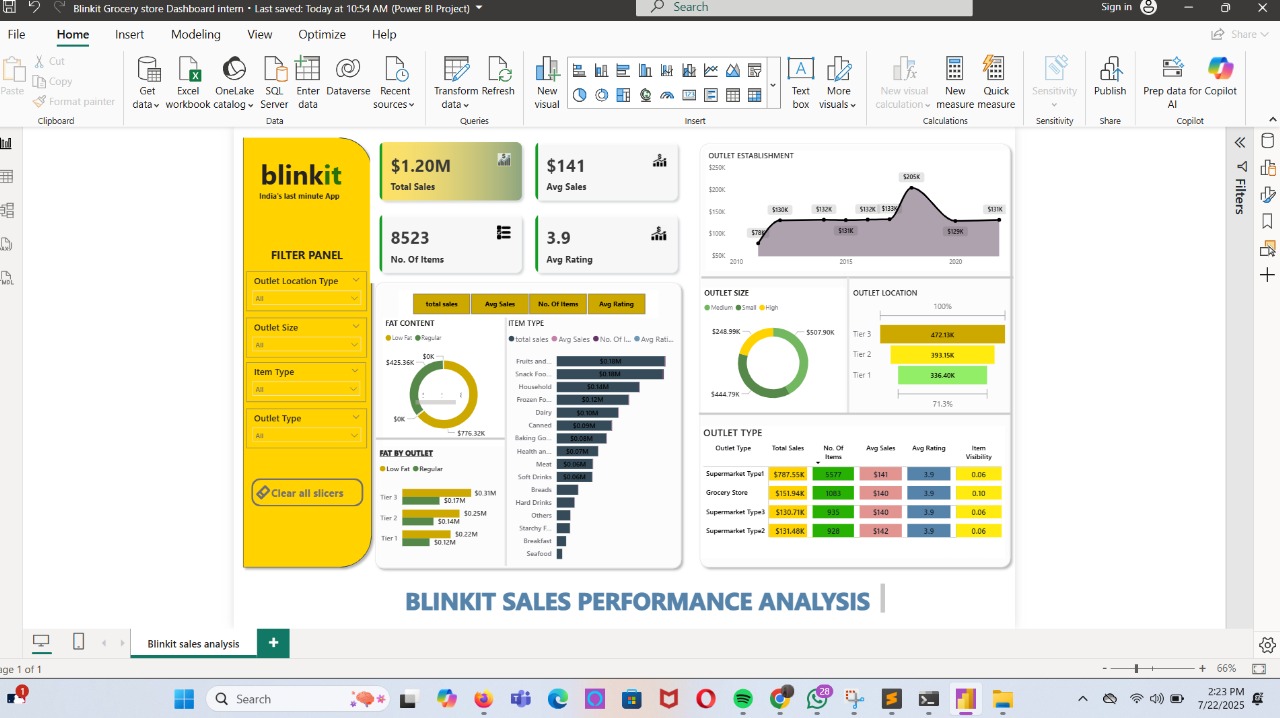 Blinkit Grocery store Dashboard intern • Last saved: Today at 10:54 AM (Power BI Project)
Search
Sign in
File
Home
Insert
Modeling
View
Optimize
Help
Share
Paste
Cut
Copy
Format painter
Clipboard
Get data
Excel workbook
OneLake catalog
SQL Server
Enter data
Dataverse
Recent sources
Data
Transform data
Refresh
Queries
New visual
Text box
More visuals
Insert
New visual calculation
New measure
Quick measure
Calculations
Sensitivity
Sensitivity
Publish
Share
Prep data for AI
Copilot
Copilot
Filters
blinkit
India's last minute App
FILTER PANEL
Outlet Location Type
All
Outlet Size
All
Item Type
All
Outlet Type
All
Clear all slicers
$1.20M
Total Sales
$141
Avg Sales
8523
No. Of Items
3.9
Avg Rating
total sales
Avg Sales
No. Of Items
Avg Rating
FAT CONTENT
Low Fat Regular
$0K
$425.36K
$0K
$776.32K
FAT BY OUTLET
Low Fat Regular
Tier 3 $0.31M
$0.17M
Tier 2 $0.25M
$0.14M
Tier 1 $0.22M
$0.12M
ITEM TYPE
total sales Avg Sales No. Of I... Avg Rati...
Fruits and... $0.18M
Snack Foo... $0.18M
Household $0.14M
Frozen Fo... $0.12M
Dairy $0.10M
Canned $0.09M
Baking Go... $0.08M
Health an... $0.07M
Meat $0.06M
Soft Drinks $0.06M
Breads
Hard Drinks
Others
Starchy F...
Breakfast
Seafood
OUTLET ESTABLISHMENT
$250K
$200K
$150K
$100K
$50K
$78K
$130K
$132K
$131K
$132K
$133K
$205K
$129K
$131K
2010
2015
2020
OUTLET SIZE
Medium Small High
$248.99K
$507.90K
$444.79K
OUTLET LOCATION
100%
Tier 3 472.13K
Tier 2 393.15K
Tier 1 336.40K
71.3%
OUTLET TYPE
Outlet Type Total Sales No. Of Items Avg Sales Avg Rating Item Visibility
Supermarket Type1 $787.55K 5577 $141 3.9 0.06
Grocery Store $151.94K 1083 $140 3.9 0.10
Supermarket Type3 $130.71K 935 $140 3.9 0.06
Supermarket Type2 $131.48K 928 $142 3.9 0.06
BLINKIT SALES PERFORMANCE ANALYSIS
Blinkit sales analysis
age 1 of 1
66%
1
Search
28
2:23 PM
7/22/2025